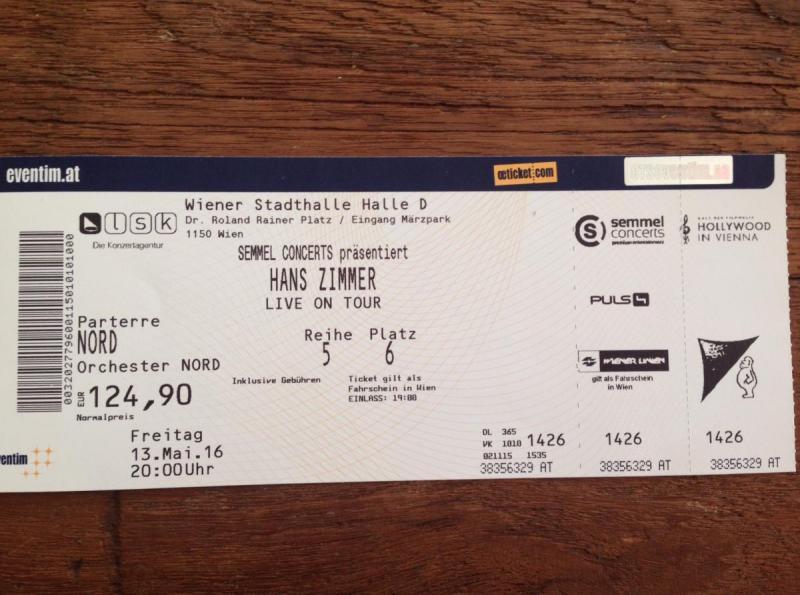 eventim.at
œticket.com
Wiener Stadthalle Halle D
Dr. Roland Rainer Platz / Eingang Märzpark
1150 Wien
lsk
Die Konzertagentur
SEMMEL CONCERTS präsentiert
HANS ZIMMER
LIVE ON TOUR
semmel
concerts
HOLLYWOOD
IN VIENNA
PULS 4
Parterre
NORD
Orchester NORD
Reihe Platz
5 6
EUR 124,90
Normalpreis
Inklusive Gebühren
Ticket gilt als
Fahrschein in Wien
EINLASS: 19:00
WIENER LINIEN
gilt als Fahrschein
in Wien
Freitag
13.Mai.16
20:00Uhr
DL 365
VK 1010 1426
021115 1535
38356329 AT
1426
38356329 AT
1426
38356329 AT
entim